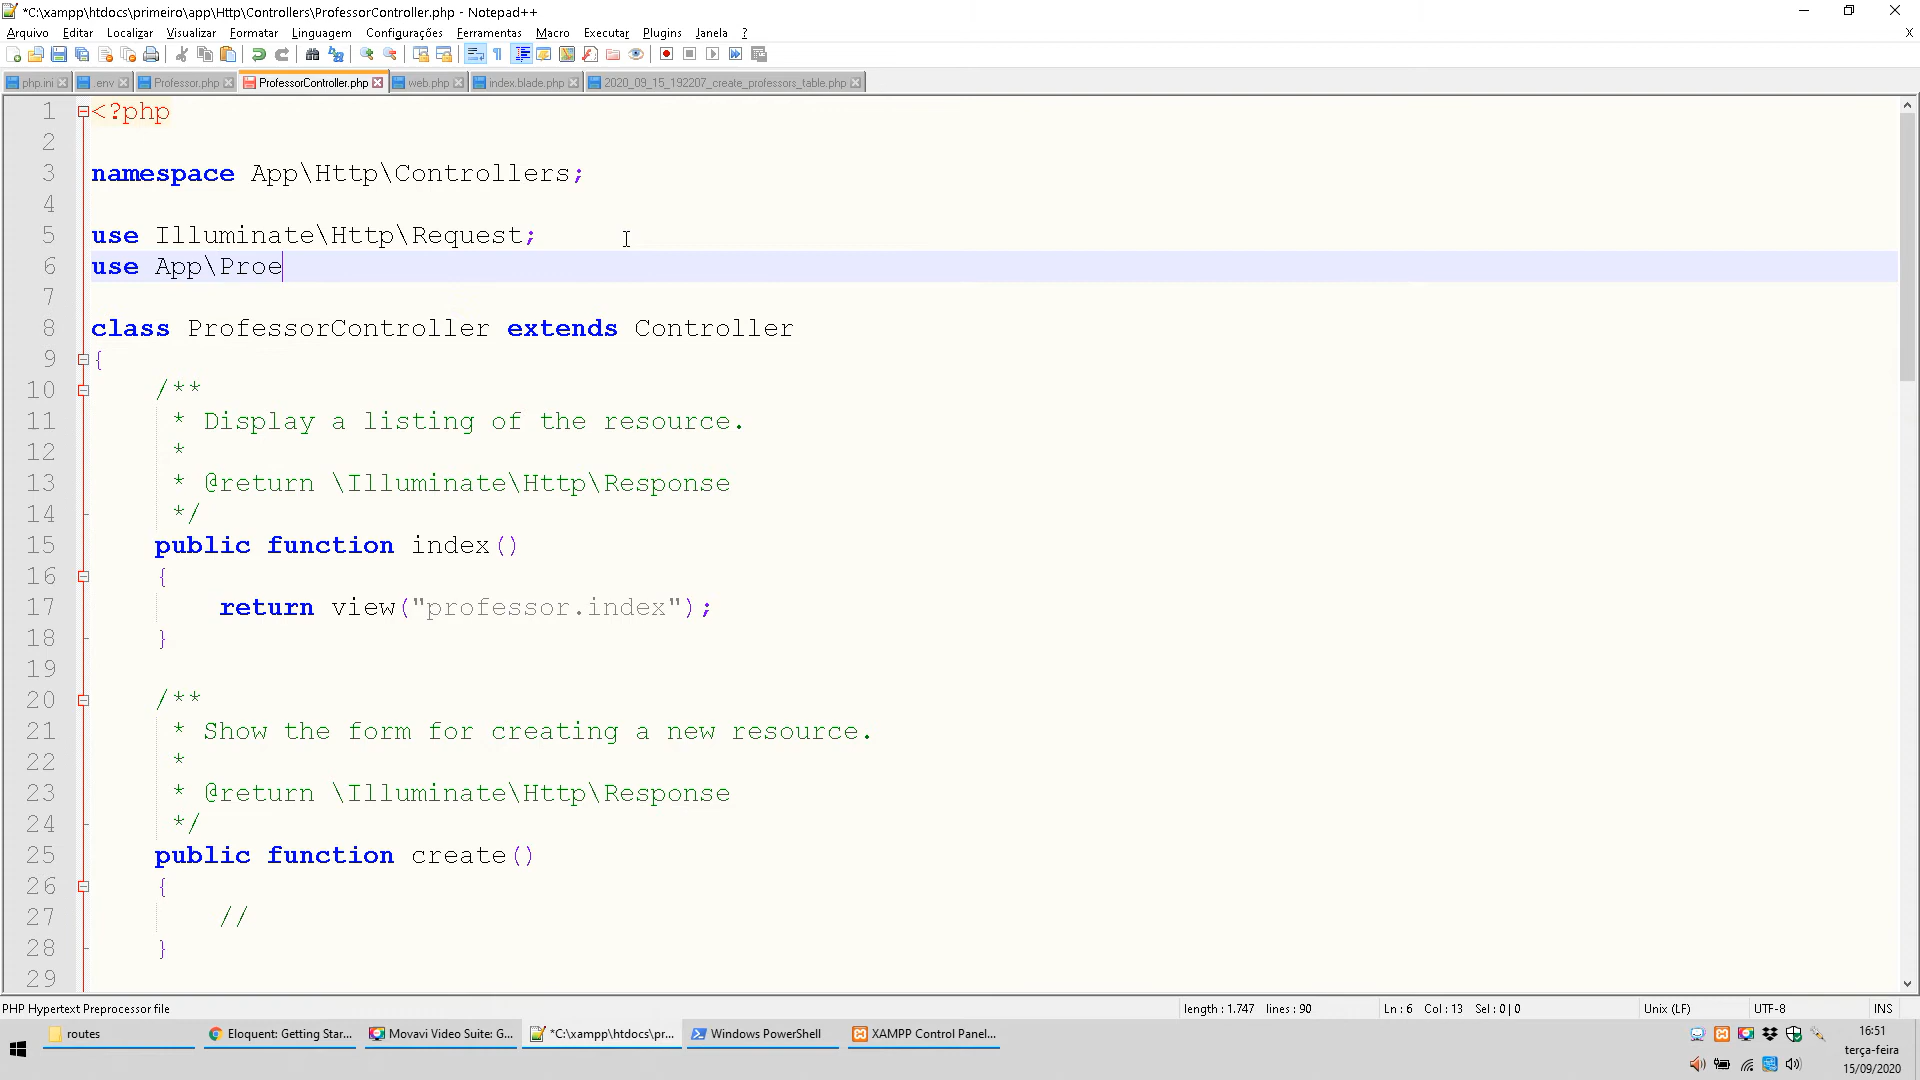 *C:\xampp\htdocs\primeiro\app\Http\Controllers\ProfessorController.php - Notepad++
Arquivo Editar Localizar Visualizar Formatar Linguagem Configurações Ferramentas Macro Executar Plugins Janela ? X
php.ini .env Professor.php ProfessorController.php web.php index.blade.php 2020_09_15_192207_create_professors_table.php
1 <?php
2
3 namespace App\Http\Controllers;
4
5 use Illuminate\Http\Request;
6 use App\Proe
7
8 class ProfessorController extends Controller
9 {
10 /**
11 * Display a listing of the resource.
12 *
13 * @return \Illuminate\Http\Response
14 */
15 public function index()
16 {
17 return view("professor.index");
18 }
19
20 /**
21 * Show the form for creating a new resource.
22 *
23 * @return \Illuminate\Http\Response
24 */
25 public function create()
26 {
27 //
28 }
29
PHP Hypertext Preprocessor file length : 1.747 lines : 90 Ln : 6 Col : 13 Sel : 0 | 0 Unix (LF) UTF-8 INS
routes Eloquent: Getting Star... Movavi Video Suite: G... *C:\xampp\htdocs\pr... Windows PowerShell XAMPP Control Panel...
16:51
terça-feira
15/09/2020